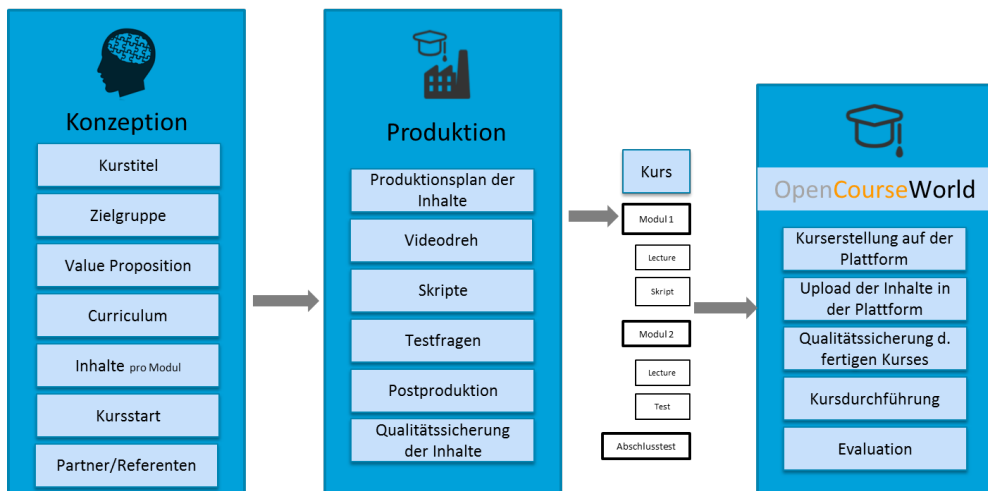 Konzeption
Kurstitel
Zielgruppe
Value Proposition
Curriculum
Inhalte pro Modul
Kursstart
Partner/Referenten
Produktion
Produktionsplan der
Inhalte
Videodreh
Skripte
Testfragen
Postproduktion
Qualitätssicherung
der Inhalte
Kurs
Modul 1
Lecture
Skript
Modul 2
Lecture
Test
Abschlusstest
OpenCourseWorld
Kurserstellung auf der
Plattform
Upload der Inhalte in
der Plattform
Qualitätssicherung d.
fertigen Kurses
Kursdurchführung
Evaluation